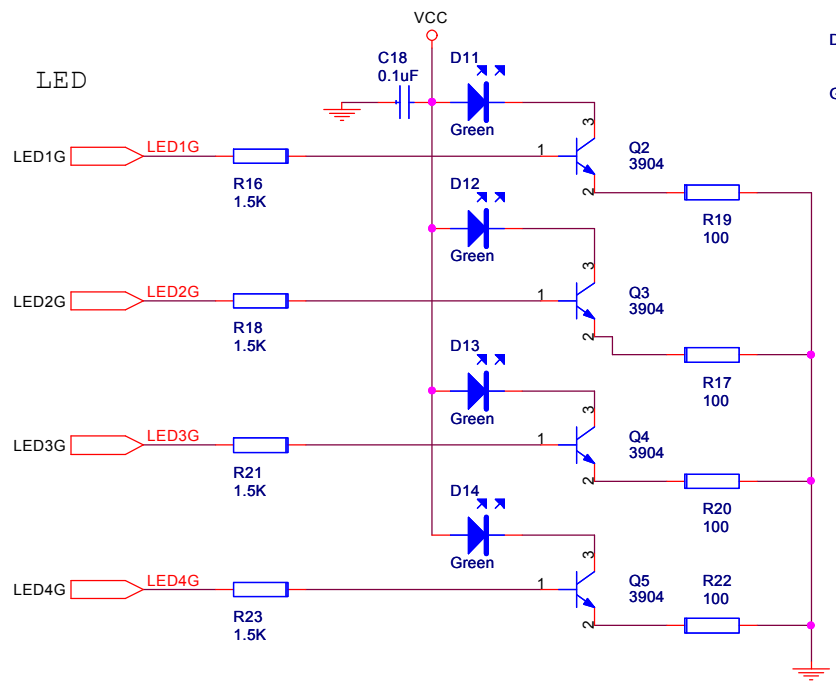 VCC
LED
C18
0.1uF
D11
Green
D
G
LED1G
LED1G
R16
1.5K
1
3
2
Q2
3904
R19
100
D12
Green
LED2G
LED2G
R18
1.5K
1
3
2
Q3
3904
R17
100
D13
Green
LED3G
LED3G
R21
1.5K
1
3
2
Q4
3904
R20
100
D14
Green
LED4G
LED4G
R23
1.5K
1
3
2
Q5
3904
R22
100